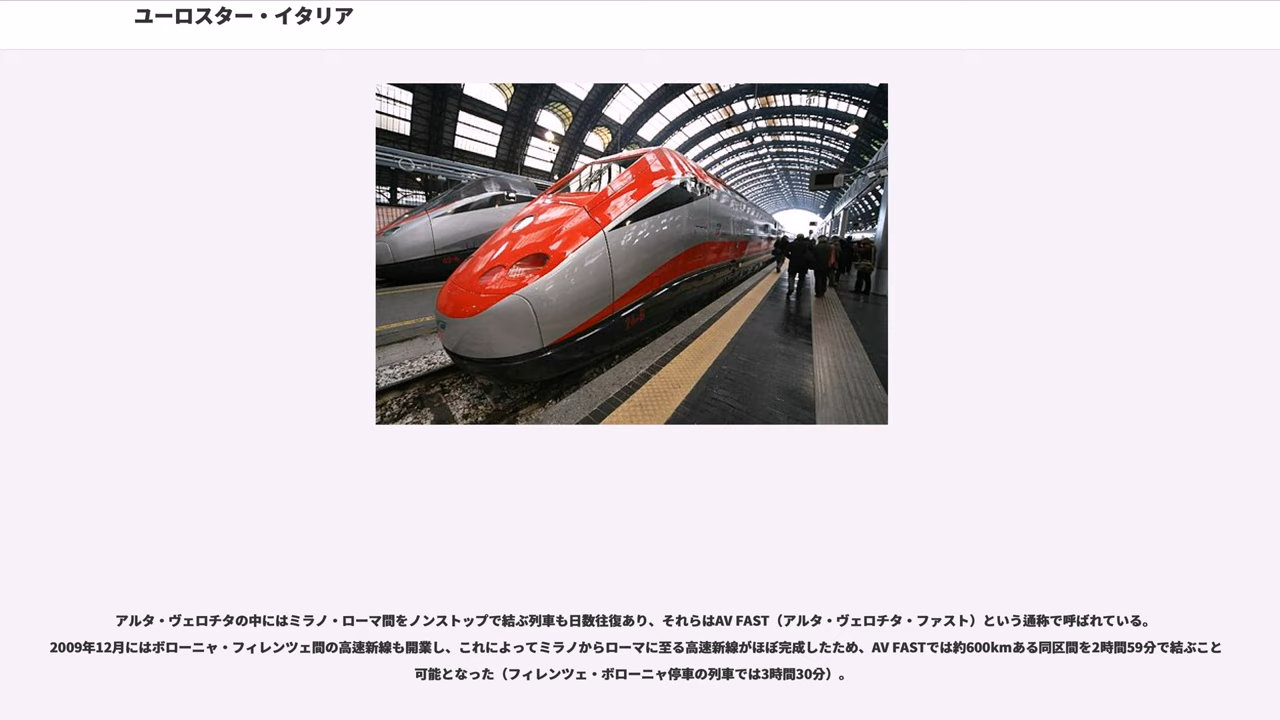 ユーロスター・イタリア
アルタ・ヴェロチタの中にはミラノ・ローマ間をノンストップで結ぶ列車も日数往復あり、それらはAV FAST（アルタ・ヴェロチタ・ファスト）という通称で呼ばれている。
2009年12月にはボローニャ・フィレンツェ間の高速新線も開業し、これによってミラノからローマに至る高速新線がほぼ完成したため、AV FASTでは約600kmある同区間を2時間59分で結ぶこと
可能となった（フィレンツェ・ボローニャ停車の列車では3時間30分）。